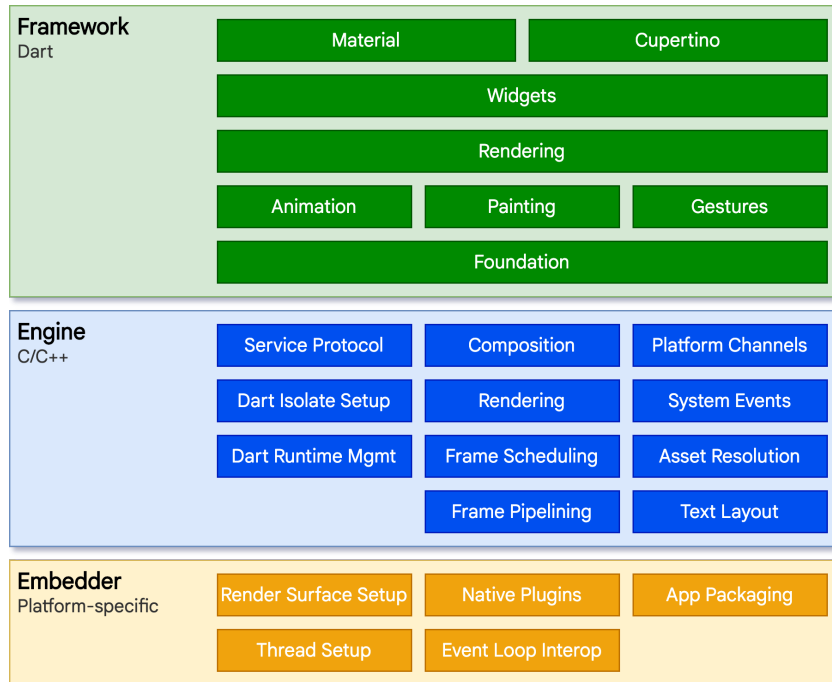 Framework
Dart
Material
Cupertino
Widgets
Rendering
Animation
Painting
Gestures
Foundation
Engine
C/C++
Service Protocol
Composition
Platform Channels
Dart Isolate Setup
Rendering
System Events
Dart Runtime Mgmt
Frame Scheduling
Asset Resolution
Frame Pipelining
Text Layout
Embedder
Platform-specific
Render Surface Setup
Native Plugins
App Packaging
Thread Setup
Event Loop Interop